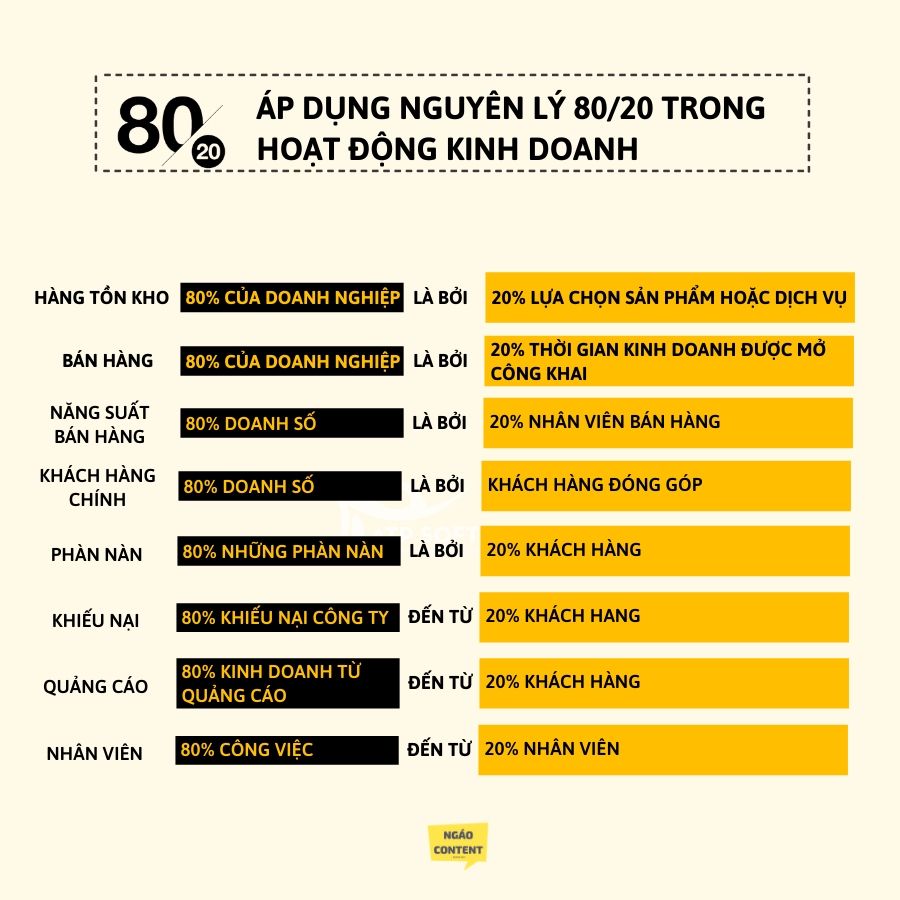 80
20
ÁP DỤNG NGUYÊN LÝ 80/20 TRONG
HOẠT ĐỘNG KINH DOANH
HÀNG TỒN KHO 80% CỦA DOANH NGHIỆP LÀ BỞI 20% LỰA CHỌN SẢN PHẨM HOẶC DỊCH VỤ
BÁN HÀNG 80% CỦA DOANH NGHIỆP LÀ BỞI 20% THỜI GIAN KINH DOANH ĐƯỢC MỞ
CÔNG KHAI
NĂNG SUẤT
BÁN HÀNG 80% DOANH SỐ LÀ BỞI 20% NHÂN VIÊN BÁN HÀNG
KHÁCH HÀNG
CHÍNH 80% DOANH SỐ LÀ BỞI KHÁCH HÀNG ĐÓNG GÓP
PHÀN NÀN 80% NHỮNG PHÀN NÀN LÀ BỞI 20% KHÁCH HÀNG
KHIẾU NẠI 80% KHIẾU NẠI CÔNG TY ĐẾN TỪ 20% KHÁCH HANG
QUẢNG CÁO 80% KINH DOANH TỪ
QUẢNG CÁO ĐẾN TỪ 20% KHÁCH HÀNG
NHÂN VIÊN 80% CÔNG VIỆC ĐẾN TỪ 20% NHÂN VIÊN
NGÁO
CONTENT